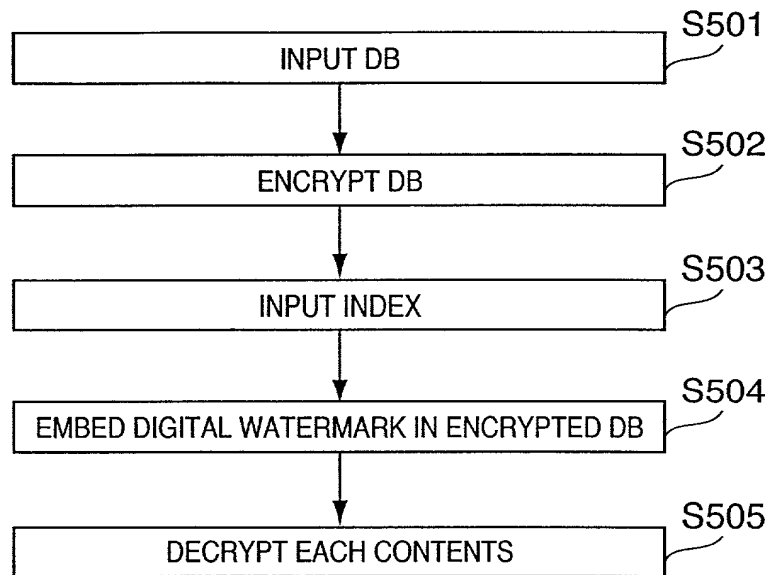 S501
INPUT DB
S502
ENCRYPT DB
S503
INPUT INDEX
S504
EMBED DIGITAL WATERMARK IN ENCRYPTED DB
S505
DECRYPT EACH CONTENTS